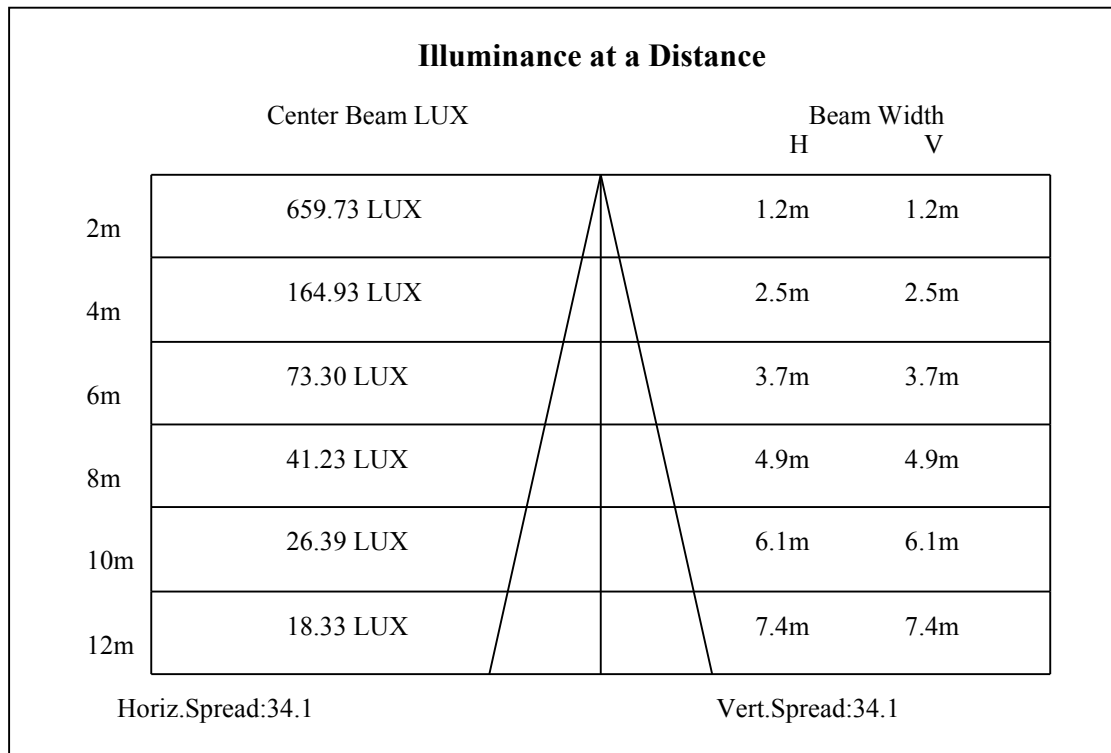 Illuminance at a Distance
Center Beam LUX Beam Width
H V
2m 659.73 LUX 1.2m 1.2m
4m 164.93 LUX 2.5m 2.5m
6m 73.30 LUX 3.7m 3.7m
8m 41.23 LUX 4.9m 4.9m
10m 26.39 LUX 6.1m 6.1m
12m 18.33 LUX 7.4m 7.4m
Horiz.Spread:34.1 Vert.Spread:34.1